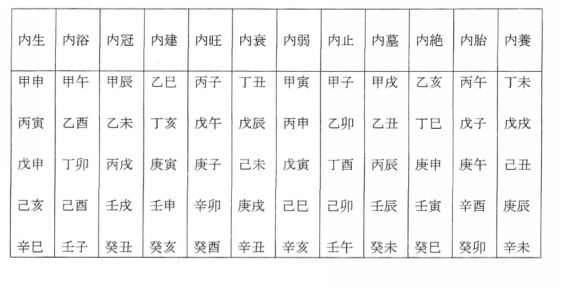 内生 内浴 内冠 内建 内旺 内衰 内弱 内止 内墓 内絶 内胎 内養
甲申 甲午 甲辰 乙巳 丙子 丁丑 甲寅 甲子 甲戌 乙亥 丙午 丁未
丙寅 乙酉 乙未 丁亥 戊午 戊辰 丙申 乙卯 乙丑 丁巳 戊子 戊戌
戊申 丁卯 丙戌 庚寅 庚子 己未 戊寅 丁酉 丙辰 庚申 庚午 己丑
己亥 己酉 壬戌 壬申 辛卯 庚戌 己巳 己卯 壬辰 壬寅 辛酉 庚辰
辛巳 壬子 癸丑 癸亥 癸酉 辛丑 辛亥 壬午 癸未 癸巳 癸卯 辛未